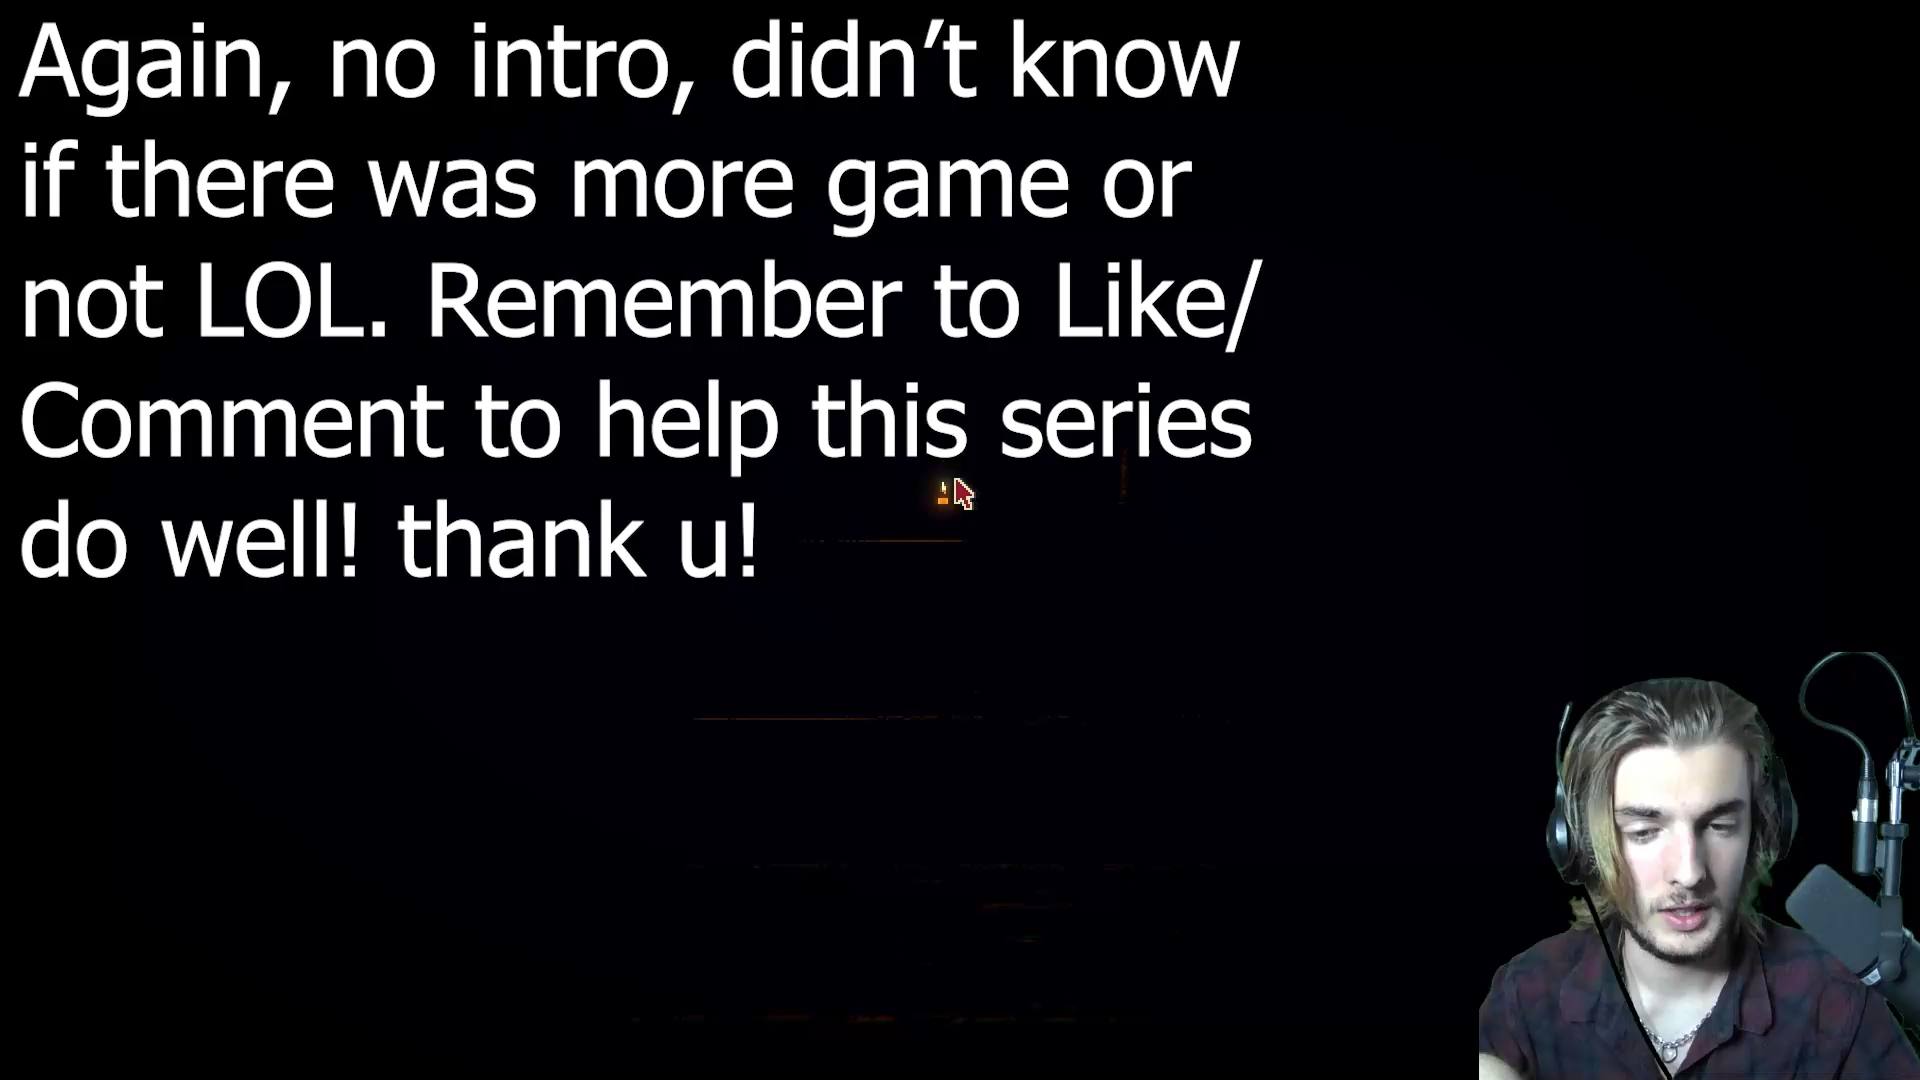 Again, no intro, didn’t know
if there was more game or
not LOL. Remember to Like/
Comment to help this series
do well! thank u!